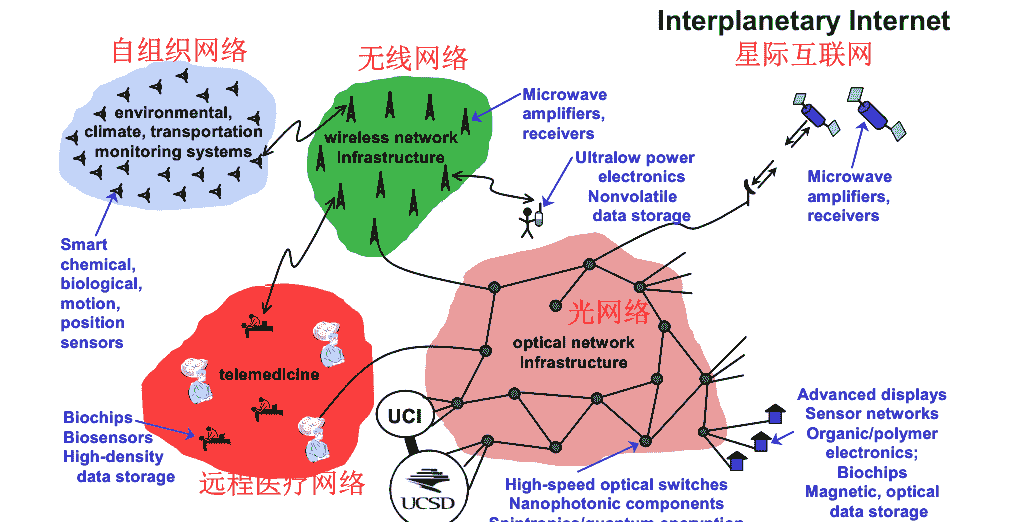 Interplanetary Internet
星际互联网
自组织网络
无线网络
environmental,
climate, transportation
monitoring systems
wireless network
Infrastructure
Microwave
amplifiers,
receivers
Ultralow power
electronics
Nonvolatile
data storage
Microwave
amplifiers,
receivers
Smart
chemical,
biological,
motion,
position
sensors
光网络
optical network
Infrastructure
telemedicine
Biochips
Biosensors
High-density
data storage
远程医疗网络
UCI
UCSD
High-speed optical switches
Nanophotonic components
Spintronics/quantum encryption
Advanced displays
Sensor networks
Organic/polymer
electronics;
Biochips
Magnetic, optical
data storage